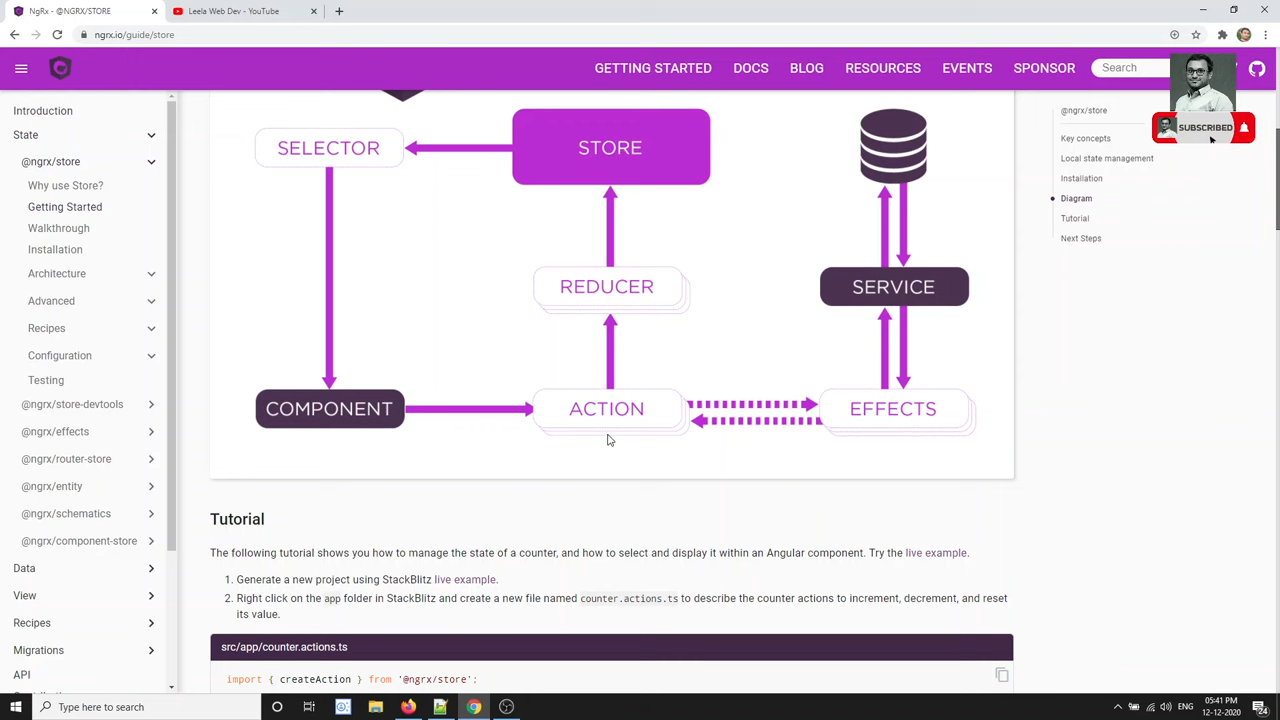 NgRx - @NGRX/STORE
Leela Web Dev - YouTube
ngrx.io/guide/store
GETTING STARTED
DOCS
BLOG
RESOURCES
EVENTS
SPONSOR
Search
SUBSCRIBED
Introduction
State
@ngrx/store
Why use Store?
Getting Started
Walkthrough
Installation
Architecture
Advanced
Recipes
Configuration
Testing
@ngrx/store-devtools
@ngrx/effects
@ngrx/router-store
@ngrx/entity
@ngrx/schematics
@ngrx/component-store
Data
View
Recipes
Migrations
API
SELECTOR
STORE
REDUCER
SERVICE
COMPONENT
ACTION
EFFECTS
Tutorial
The following tutorial shows you how to manage the state of a counter, and how to select and display it within an Angular component. Try the live example.
1. Generate a new project using StackBlitz live example.
2. Right click on the app folder in StackBlitz and create a new file named counter.actions.ts to describe the counter actions to increment, decrement, and reset
its value.
src/app/counter.actions.ts
import { createAction } from '@ngrx/store';
@ngrx/store
Key concepts
Local state management
Installation
Diagram
Tutorial
Next Steps
Type here to search
ENG
05:41 PM
12-12-2020
24